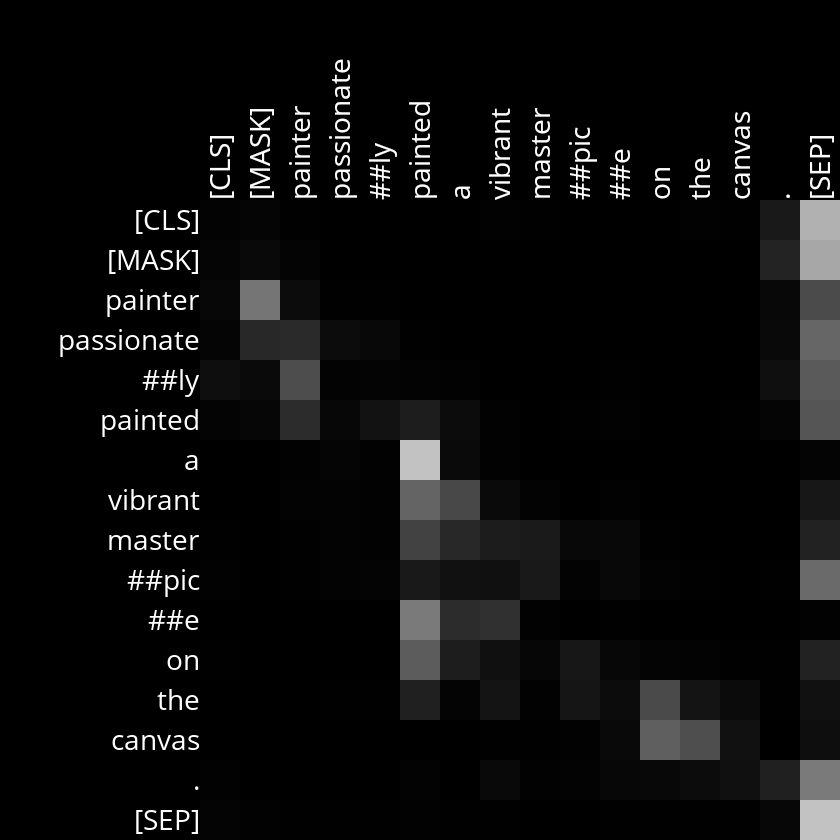 [CLS]
[MASK]
painter
passionate
##ly
painted
a
vibrant
master
##pic
##e
on
the
canvas
.
[SEP]
[CLS]
[MASK]
painter
passionate
##ly
painted
a
vibrant
master
##pic
##e
on
the
canvas
.
[SEP]